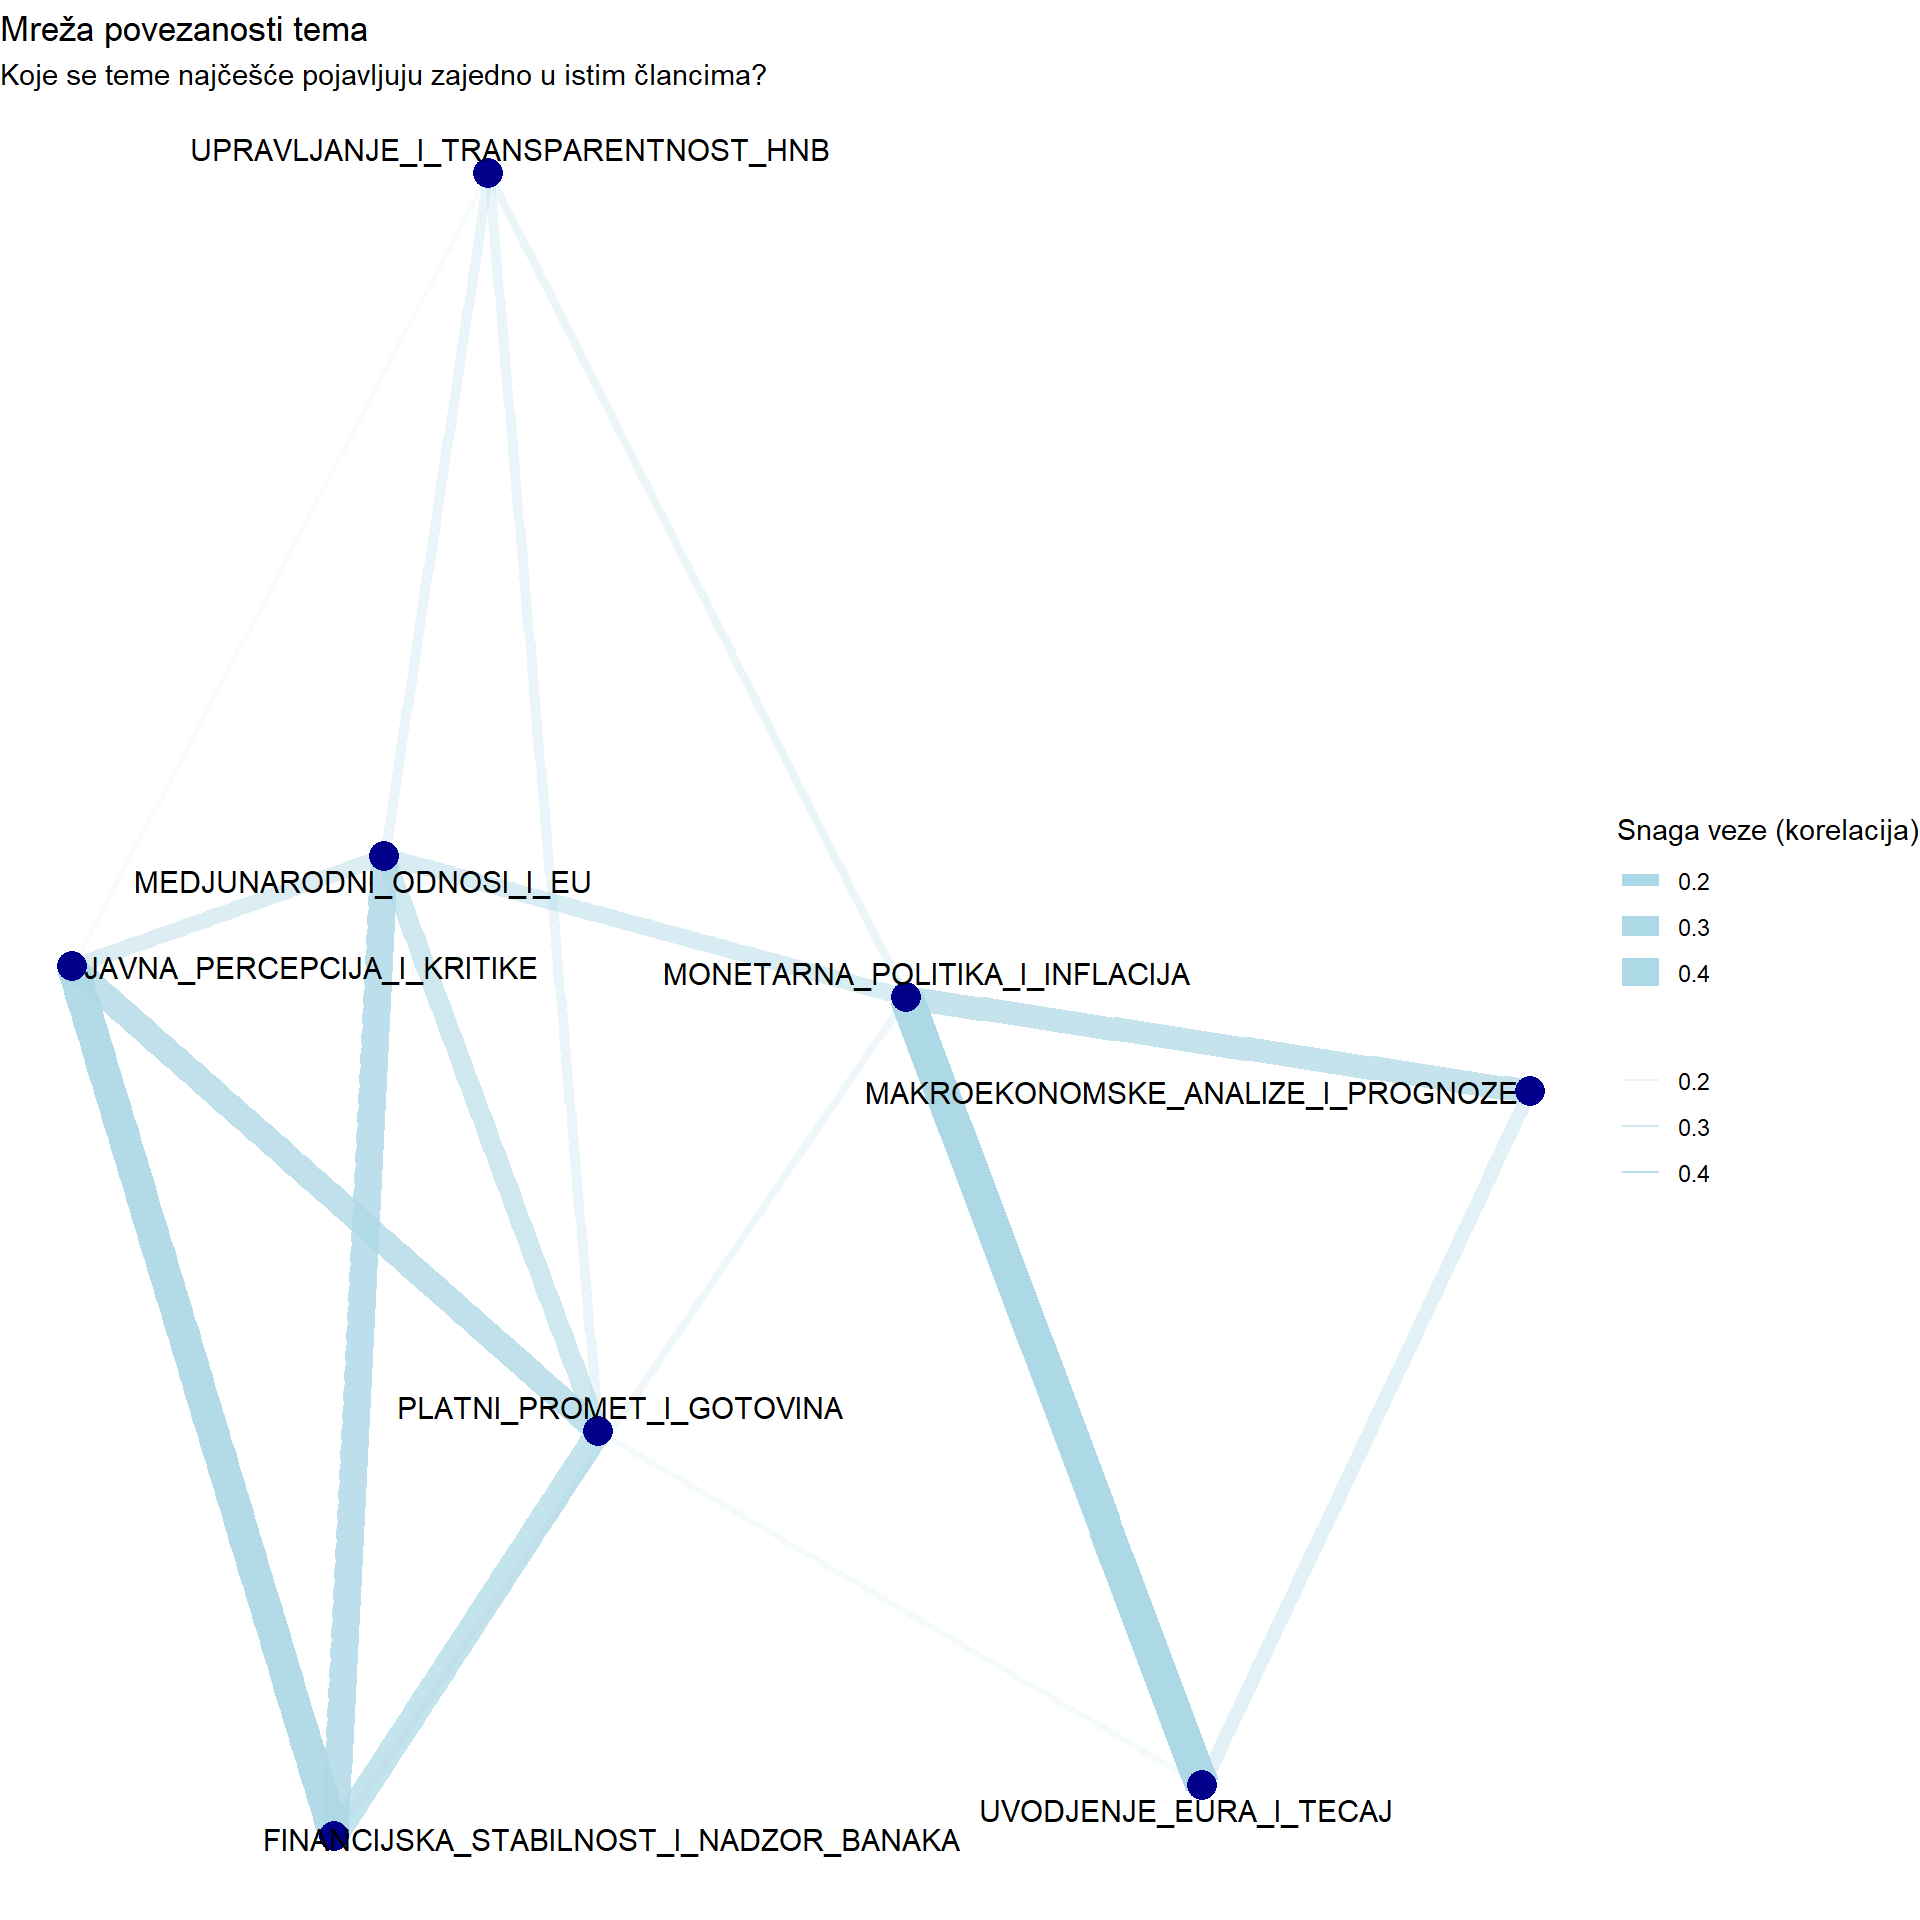 Mreža povezanosti tema
Koje se teme najčešće pojavljuju zajedno u istim člancima?
UPRAVLJANJE_I_TRANSPARENTNOST_HNB
MEDJUNARODNI_ODNOSI_I_EU
JAVNA_PERCEPCIJA_I_KRITIKE
MONETARNA_POLITIKA_I_INFLACIJA
MAKROEKONOMSKE_ANALIZE_I_PROGNOZE
PLATNI_PROMET_I_GOTOVINA
UVODJENJE_EURA_I_TECAJ
FINANCIJSKA_STABILNOST_I_NADZOR_BANAKA
Snaga veze (korelacija)
0.2
0.3
0.4
0.2
0.3
0.4